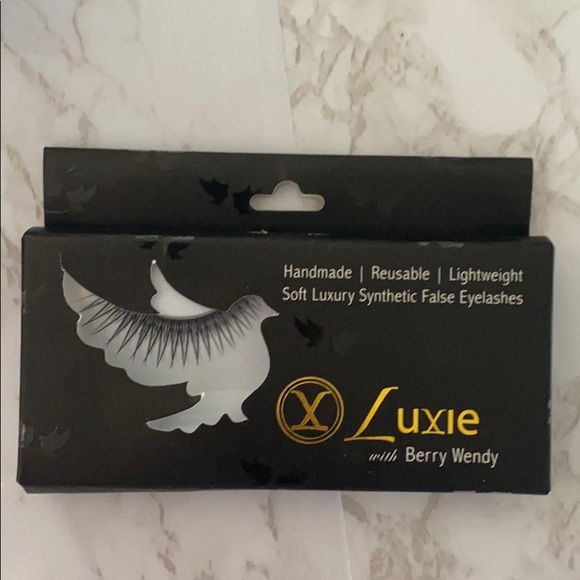 Handmade | Reusable | Lightweight
Soft Luxury Synthetic False Eyelashes
X Luxie
with Berry Wendy